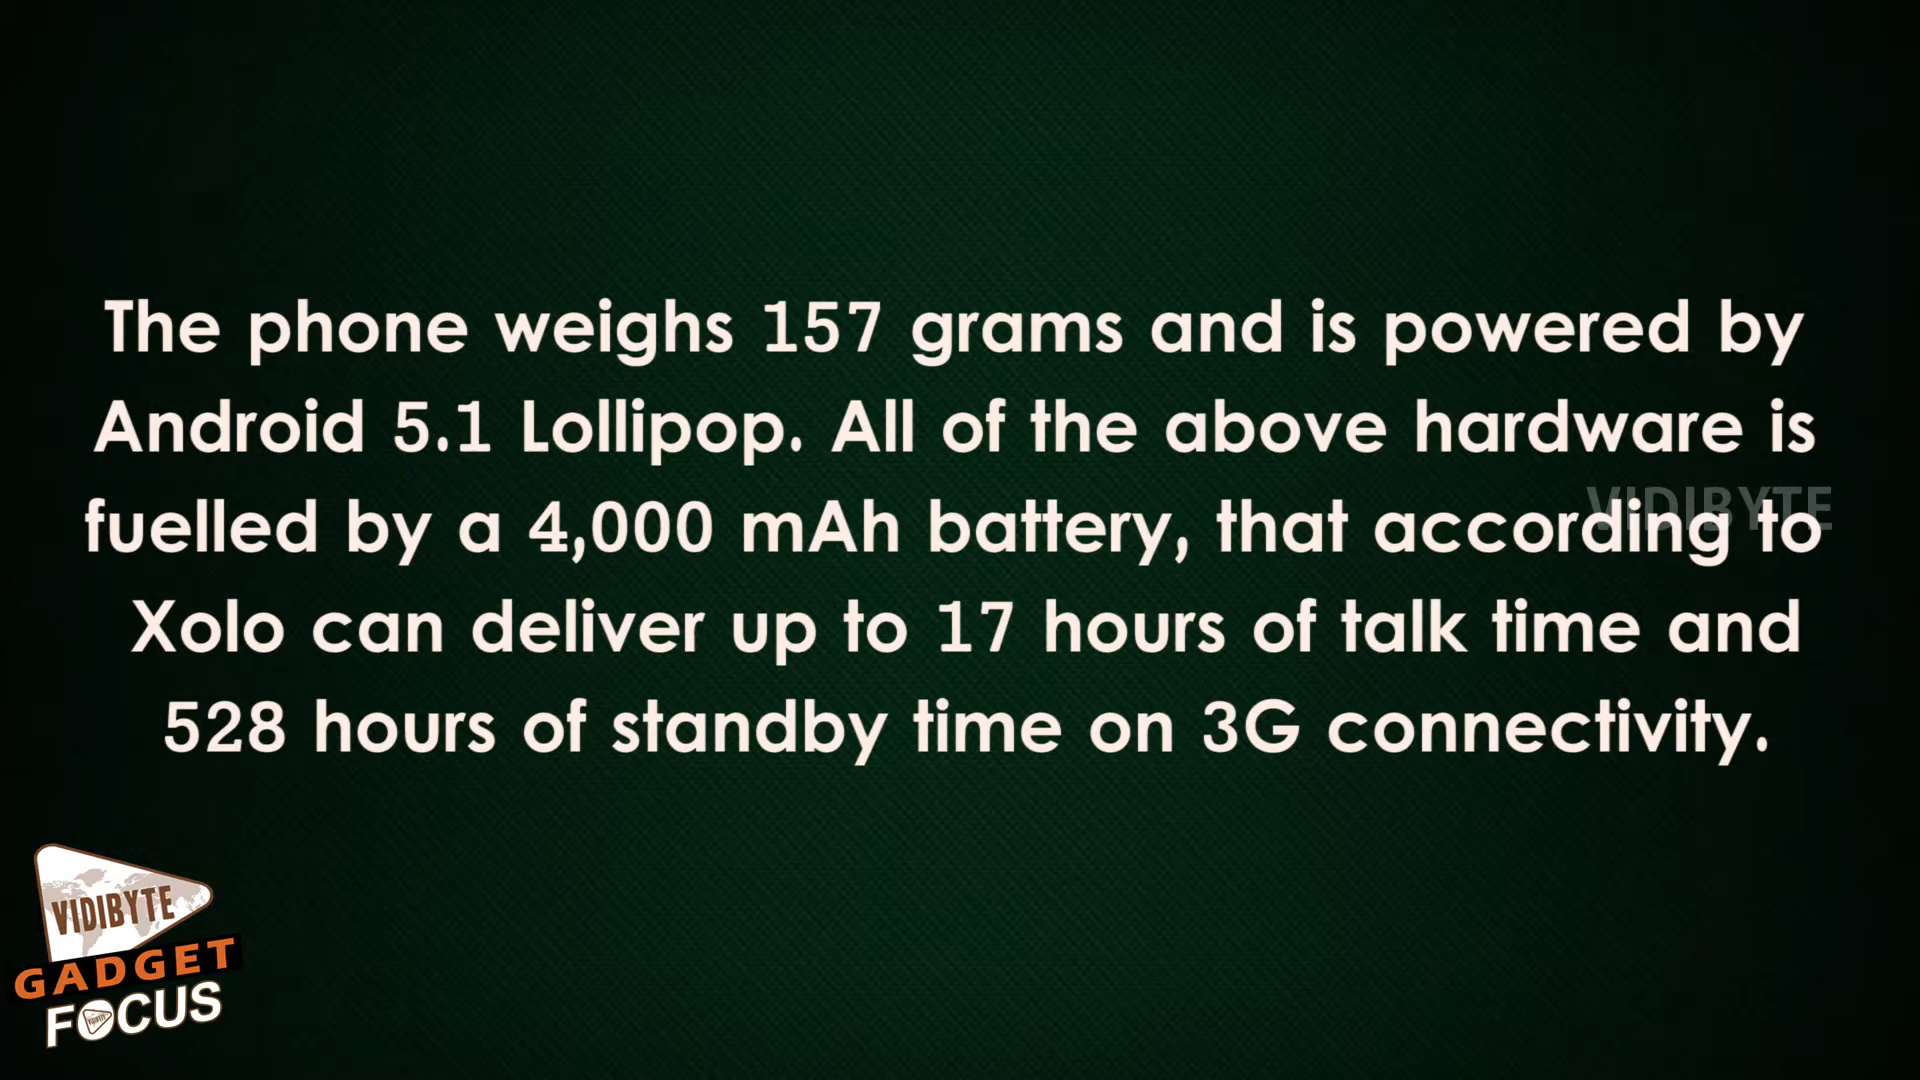 The phone weighs 157 grams and is powered by
Android 5.1 Lollipop. All of the above hardware is
fuelled by a 4,000 mAh battery, that according to
Xolo can deliver up to 17 hours of talk time and
528 hours of standby time on 3G connectivity.
VIDIBYTE
VIDIBYTE
GADGET
FOCUS